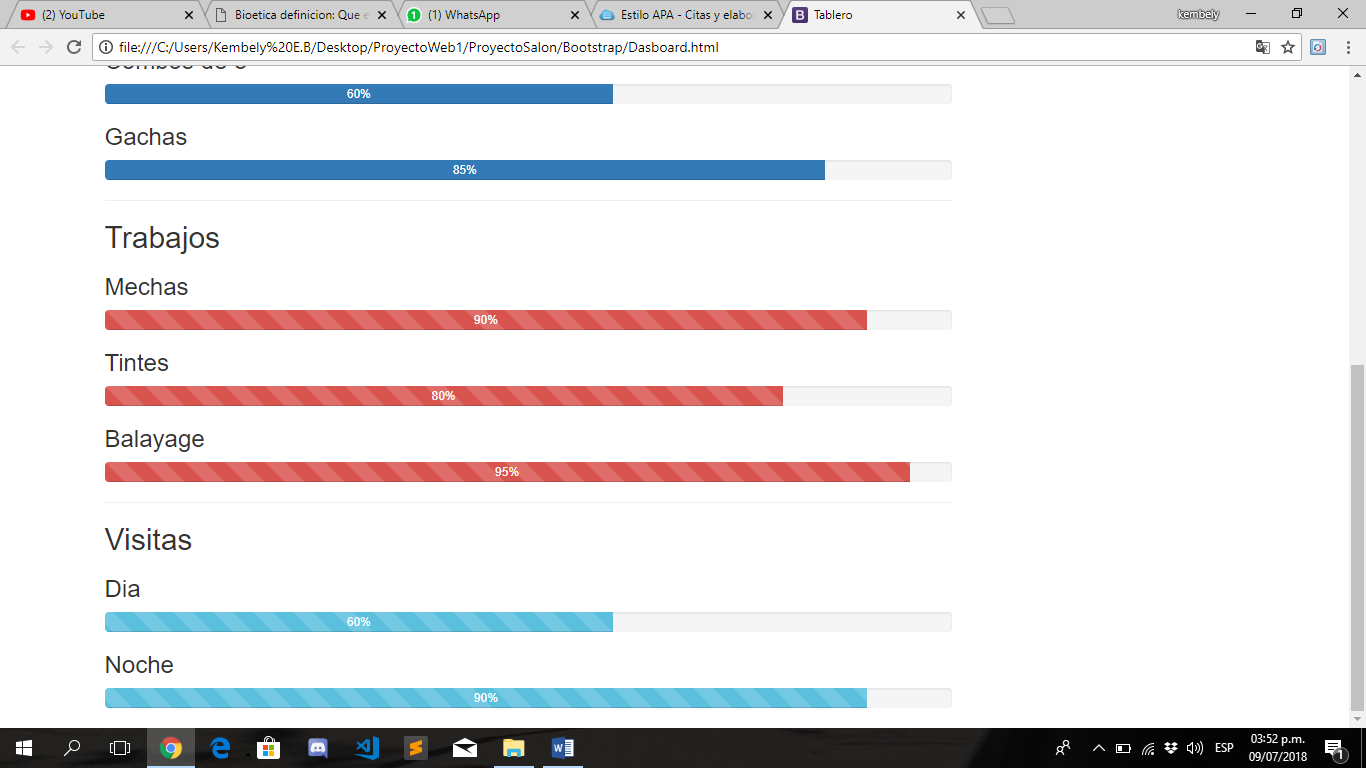 (2) YouTube
Bioetica definicion: Que e
(1) WhatsApp
Estilo APA - Citas y elabo
Tablero
kembely
file:///C:/Users/Kembely%20E.B/Desktop/ProyectoWeb1/ProyectoSalon/Bootstrap/Dasboard.html
60%
Gachas
85%
Trabajos
Mechas
90%
Tintes
80%
Balayage
95%
Visitas
Dia
60%
Noche
90%
ESP
03:52 p.m.
09/07/2018
1